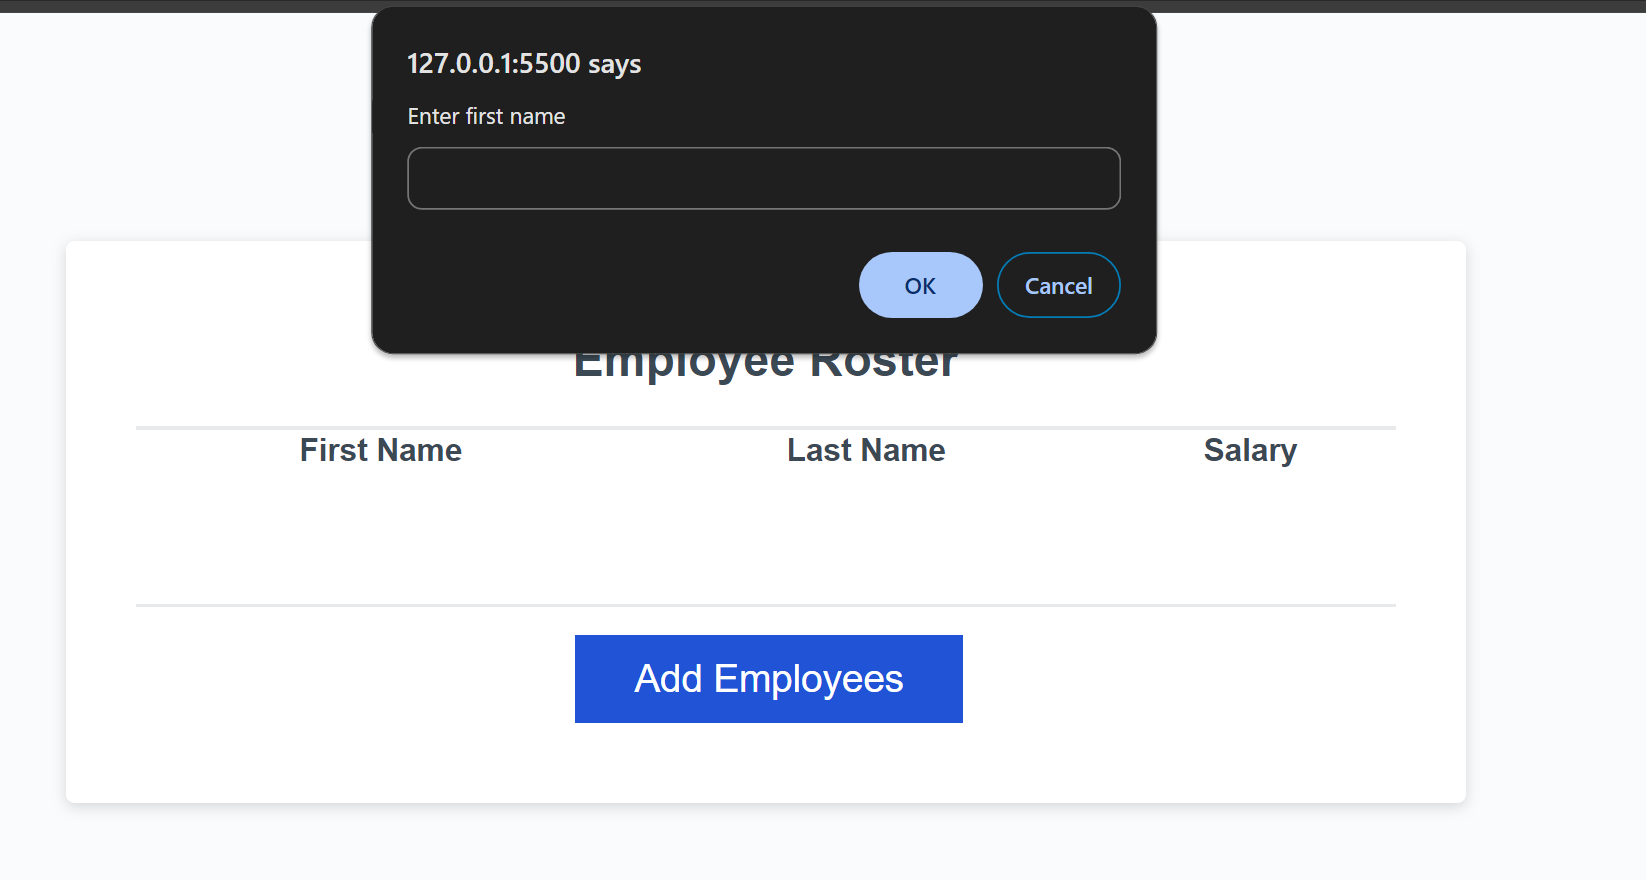 127.0.0.1:5500 says
Enter first name
OK Cancel
Employee Roster
First Name Last Name Salary
Add Employees